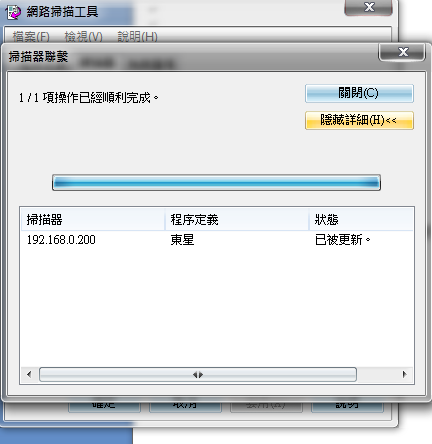 網路掃描工具
檔案(F) 檢視(V) 說明(H)
掃描器聯繫
1 / 1 項操作已經順利完成。
關閉(C)
隱藏詳細(H)<<
掃描器 程序定義 狀態
192.168.0.200 東星 已被更新。
確定 取消 說明